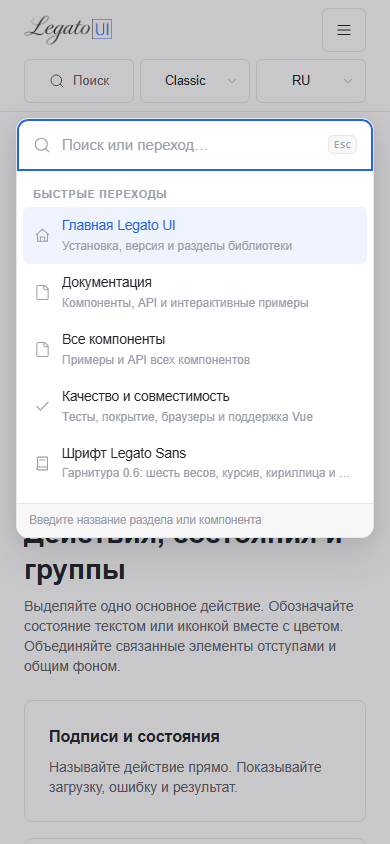 Legato UI
Поиск
Classic
RU
Поиск или переход…
Esc
БЫСТРЫЕ ПЕРЕХОДЫ
Главная Legato UI
Установка, версия и разделы библиотеки
Документация
Компоненты, API и интерактивные примеры
Все компоненты
Примеры и API всех компонентов
Качество и совместимость
Тесты, покрытие, браузеры и поддержка Vue
Шрифт Legato Sans
Гарнитура 0.6: шесть весов, курсив, кириллица и …
Введите название раздела или компонента
Действия, состояния и
группы
Выделяйте одно основное действие. Обозначайте
состояние текстом или иконкой вместе с цветом.
Объединяйте связанные элементы отступами и
общим фоном.
Подписи и состояния
Называйте действие прямо. Показывайте
загрузку, ошибку и результат.